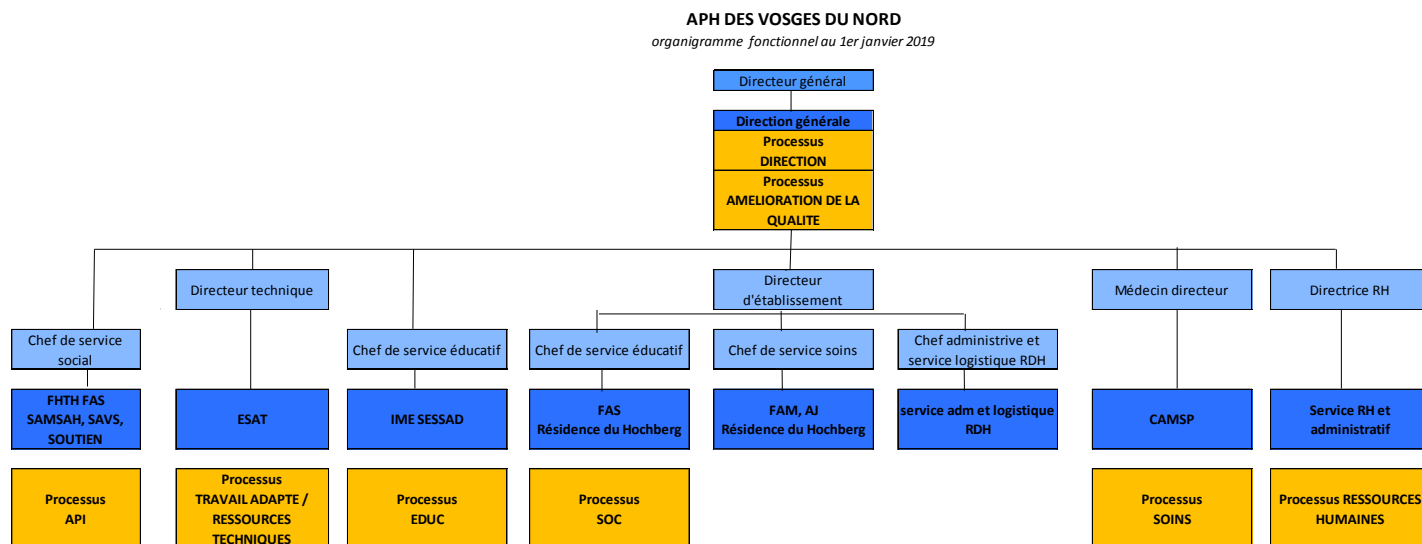 APH DES VOSGES DU NORD
organigramme fonctionnel au 1er janvier 2019
Directeur général
Direction générale
Processus
DIRECTION
Processus
AMELIORATION DE LA
QUALITE
Directeur technique
Directeur
d'établissement
Médecin directeur
Directrice RH
Chef de service
social
Chef de service éducatif
Chef de service éducatif
Chef de service soins
Chef administrive et
service logistique RDH
FHTH FAS
SAMSAH, SAVS,
SOUTIEN
ESAT
IME SESSAD
FAS
Résidence du Hochberg
FAM, AJ
Résidence du Hochberg
service adm et logistique
RDH
CAMSP
Service RH et
administratif
Processus
API
Processus
TRAVAIL ADAPTE /
RESSOURCES
TECHNIQUES
Processus
EDUC
Processus
SOC
Processus
SOINS
Processus RESSOURCES
HUMAINES